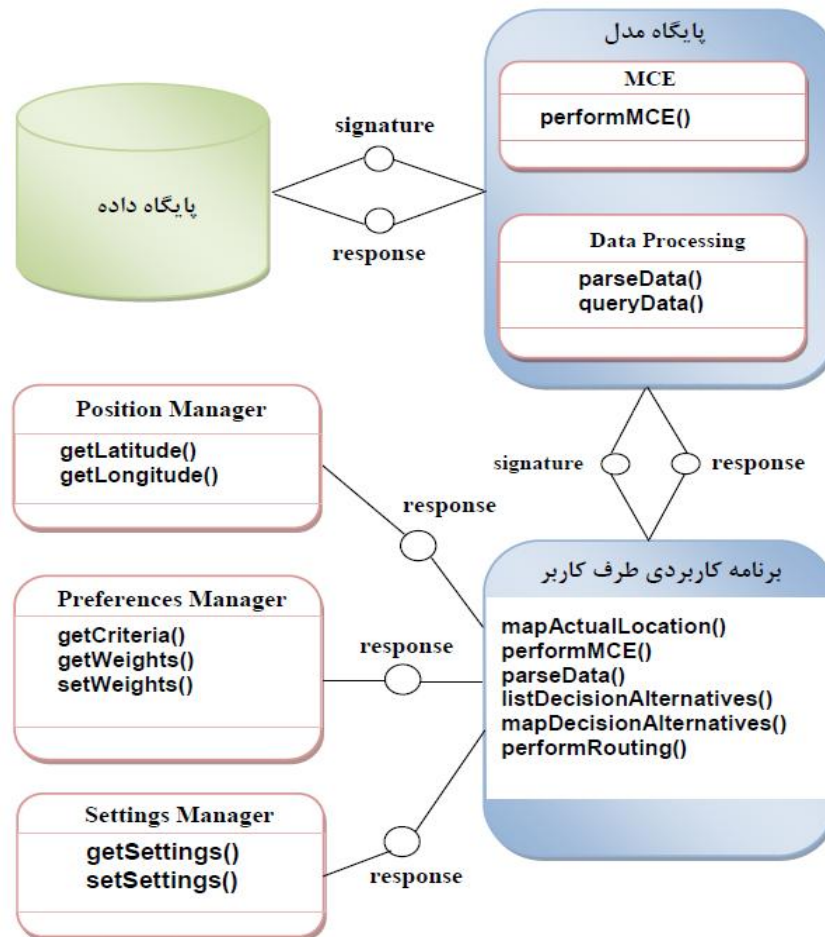 پایگاه مدل
MCE
performMCE()
signature
پایگاه داده
response
Data Processing
parseData()
queryData()
Position Manager
getLatitude()
getLongitude()
signature
response
response
برنامه کاربردی طرف کاربر
Preferences Manager
getCriteria()
getWeights()
setWeights()
response
mapActualLocation()
performMCE()
parseData()
listDecisionAlternatives()
mapDecisionAlternatives()
performRouting()
Settings Manager
getSettings()
setSettings()
response